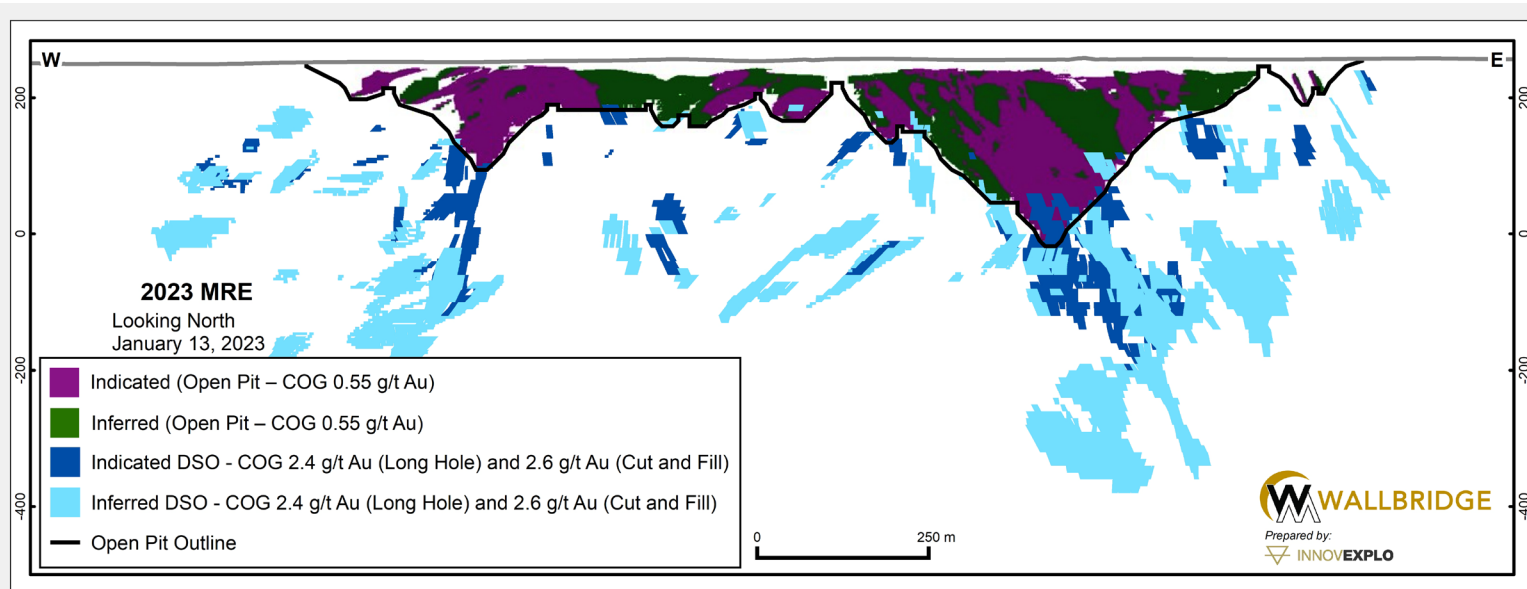 W
E
200
200
0
0
2023 MRE
Looking North
January 13, 2023
-200
-200
Indicated (Open Pit – COG 0.55 g/t Au)
Inferred (Open Pit – COG 0.55 g/t Au)
Indicated DSO - COG 2.4 g/t Au (Long Hole) and 2.6 g/t Au (Cut and Fill)
Inferred DSO - COG 2.4 g/t Au (Long Hole) and 2.6 g/t Au (Cut and Fill)
Open Pit Outline
-400
-400
0 250 m
WALLBRIDGE
Prepared by:
INNOVEXPLO